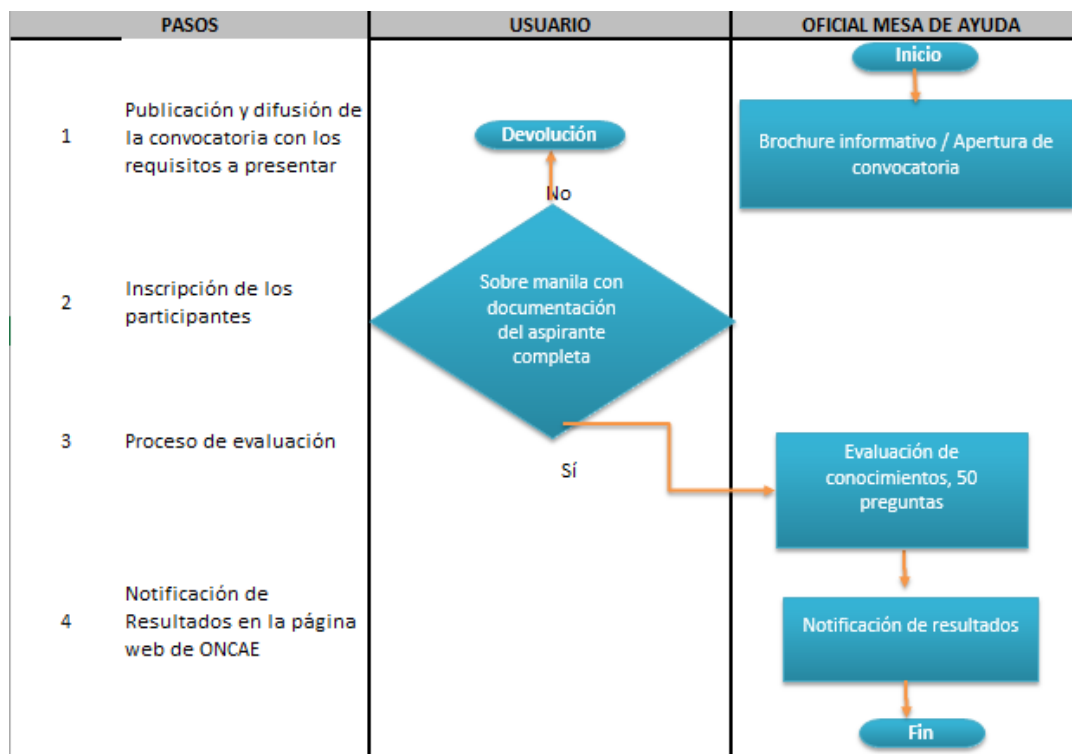 PASOS
USUARIO
OFICIAL MESA DE AYUDA
Inicio
1
Publicación y difusión de
la convocatoria con los
requisitos a presentar
Devolución
Brochure informativo / Apertura de
convocatoria
No
2
Inscripción de los
participantes
Sobre manila con
documentación
del aspirante
completa
3
Proceso de evaluación
Sí
Evaluación de
conocimientos, 50
preguntas
4
Notificación de
Resultados en la página
web de ONCAE
Notificación de resultados
Fin